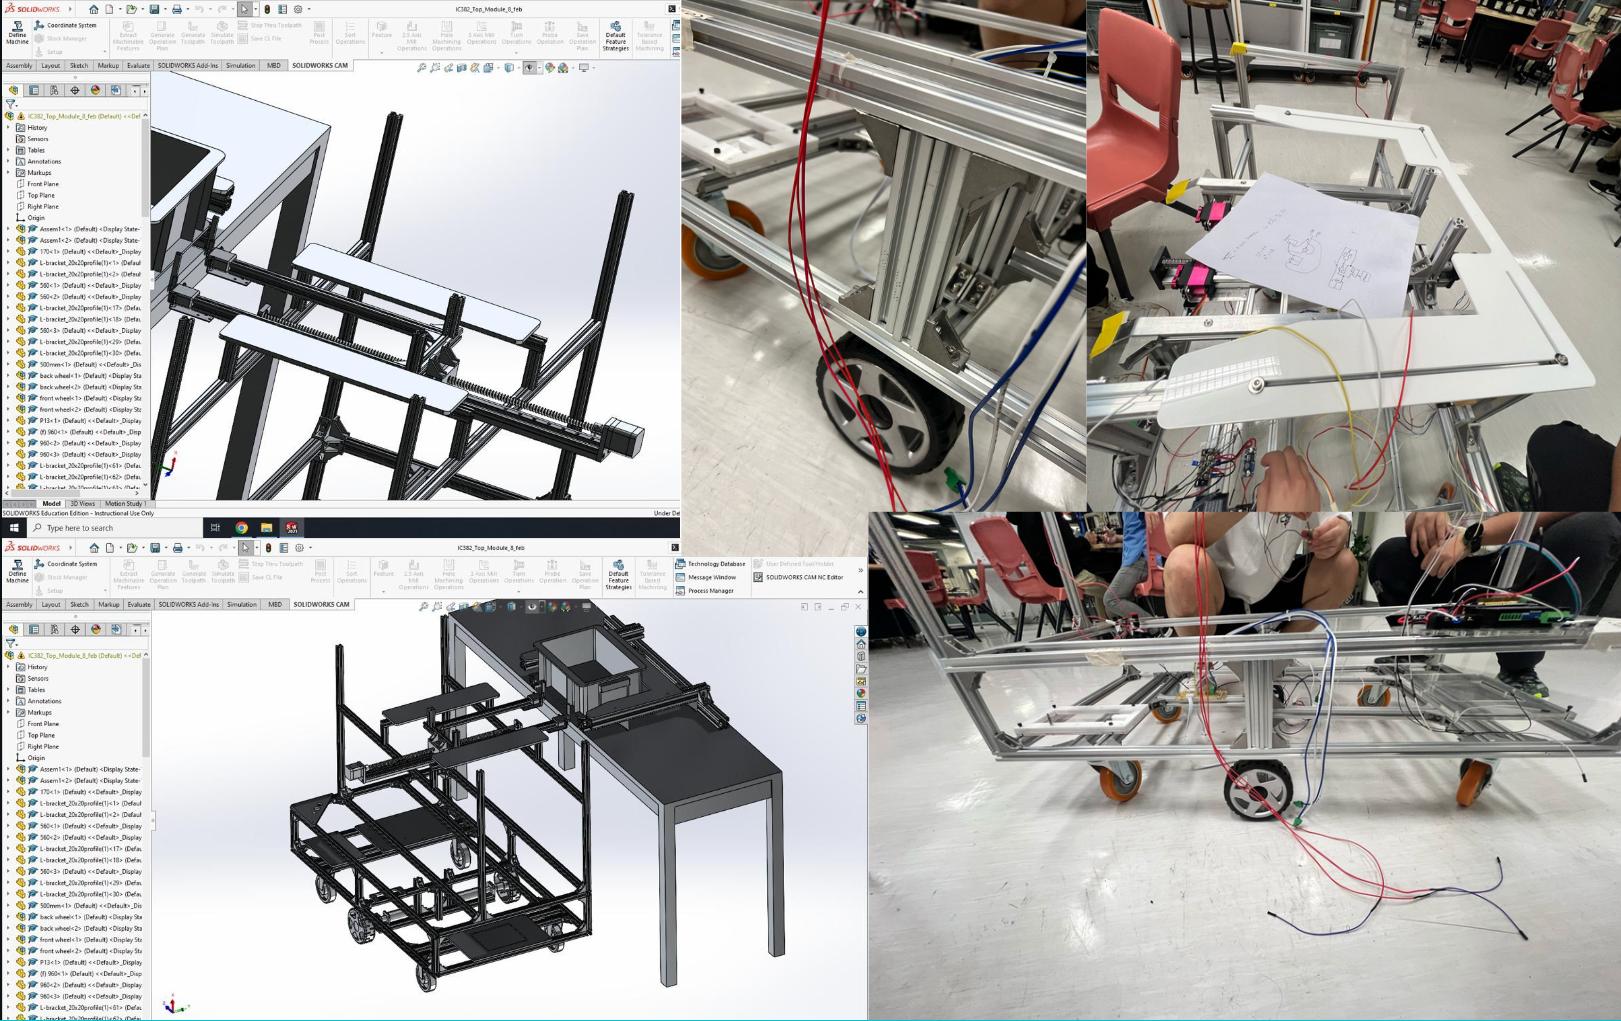 SOLIDWORKS
IC382_Top_Module_8_feb
Define Machine
Coordinate System
Stock Manager
Setup
Extract Machinable Features
Generate Operation Plan
Generate Toolpath
Simulate Toolpath
Step Thru Toolpath
Save CL File
Post Process
Sort Operations
Feature
2.5 Axis Mill Operations
Hole Machining Operations
3 Axis Mill Operations
Turn Operations
Probe Operations
Save Operation Plan
Default Feature Strategies
Tolerance Based Machining
Assembly Layout Sketch Markup Evaluate SOLIDWORKS Add-Ins Simulation MBD SOLIDWORKS CAM
IC382_Top_Module_8_feb (Default) <<Def
History
Sensors
Tables
Annotations
Markups
Front Plane
Top Plane
Right Plane
Origin
Assem1<1> (Default) <Display State-
Assem1<2> (Default) <Display State-
170<1> (Default) <<Default>_Display
L-bracket_20x20profile(1)<1> (Defaul
L-bracket_20x20profile(1)<2> (Defaul
560<1> (Default) <<Default>_Display
560<2> (Default) <<Default>_Display
L-bracket_20x20profile(1)<17> (Defau
L-bracket_20x20profile(1)<18> (Defau
560<3> (Default) <<Default>_Display
L-bracket_20x20profile(1)<29> (Defau
L-bracket_20x20profile(1)<30> (Defau
500mm<1> (Default) <<Default>_Dis
back wheel<1> (Default) <Display Sta
back wheel<2> (Default) <Display Sta
front wheel<1> (Default) <Display Sta
front wheel<2> (Default) <Display Sta
P13<1> (Default) <<Default>_Display
(f) 960<1> (Default) <<Default>_Disp
960<2> (Default) <<Default>_Display
960<3> (Default) <<Default>_Display
L-bracket_20x20profile(1)<61> (Defau
L-bracket_20x20profile(1)<62> (Defau
Model 3D Views Motion Study 1
SOLIDWORKS Education Edition - Instructional Use Only
Under De
Type here to search
SOLIDWORKS
IC382_Top_Module_8_feb
Define Machine
Coordinate System
Stock Manager
Setup
Extract Machinable Features
Generate Operation Plan
Generate Toolpath
Simulate Toolpath
Step Thru Toolpath
Save CL File
Post Process
Sort Operations
Feature
2.5 Axis Mill Operations
Hole Machining Operations
3 Axis Mill Operations
Turn Operations
Probe Operations
Save Operation Plan
Default Feature Strategies
Tolerance Based Machining
Technology Database
Message Window
Process Manager
User Defined Tool/Holder
SOLIDWORKS CAM NC Editor
Assembly Layout Sketch Markup Evaluate SOLIDWORKS Add-Ins Simulation MBD SOLIDWORKS CAM
IC382_Top_Module_8_feb (Default) <<Def
History
Sensors
Tables
Annotations
Markups
Front Plane
Top Plane
Right Plane
Origin
Assem1<1> (Default) <Display State-
Assem1<2> (Default) <Display State-
170<1> (Default) <<Default>_Display
L-bracket_20x20profile(1)<1> (Defaul
L-bracket_20x20profile(1)<2> (Defaul
560<1> (Default) <<Default>_Display
560<2> (Default) <<Default>_Display
L-bracket_20x20profile(1)<17> (Defau
L-bracket_20x20profile(1)<18> (Defau
560<3> (Default) <<Default>_Display
L-bracket_20x20profile(1)<29> (Defau
L-bracket_20x20profile(1)<30> (Defau
500mm<1> (Default) <<Default>_Dis
back wheel<1> (Default) <Display Sta
back wheel<2> (Default) <Display Sta
front wheel<1> (Default) <Display Sta
front wheel<2> (Default) <Display Sta
P13<1> (Default) <<Default>_Display
(f) 960<1> (Default) <<Default>_Disp
960<2> (Default) <<Default>_Display
960<3> (Default) <<Default>_Display
L-bracket_20x20profile(1)<61> (Defau
L-bracket_20x20profile(1)<62> (Defau